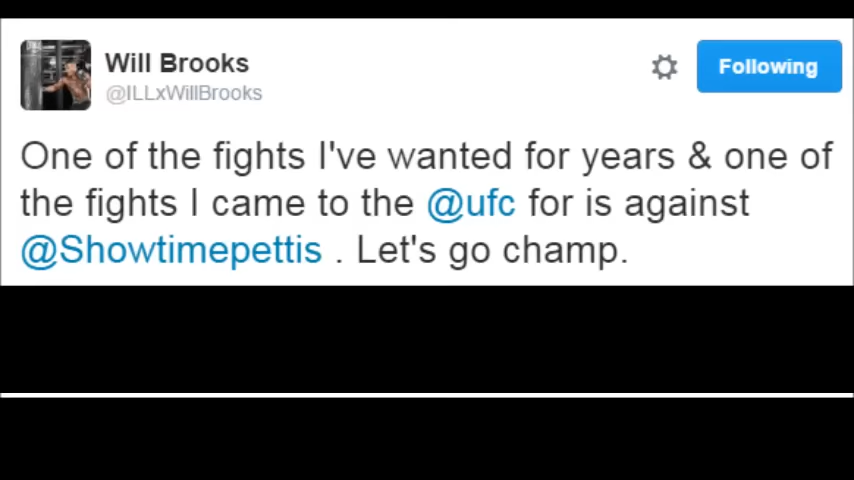 Will Brooks
@ILLxWillBrooks
Following
One of the fights I've wanted for years & one of
the fights I came to the @ufc for is against
@Showtimepettis . Let's go champ.